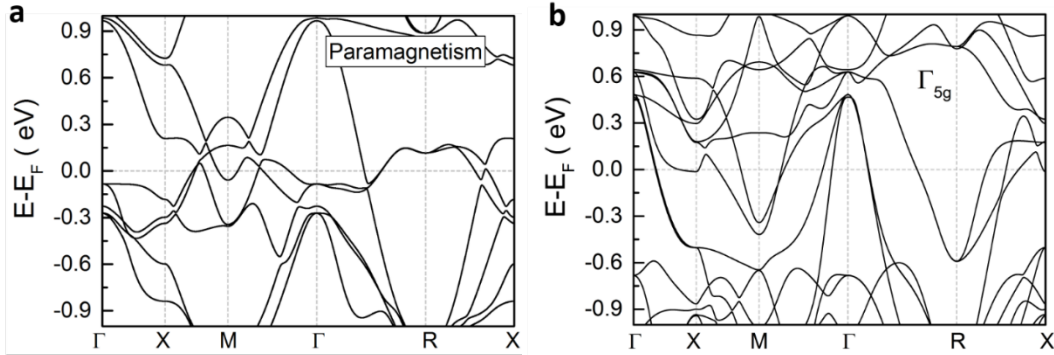 a
Paramagnetism
E-E_F ( eV)
0.9
0.6
0.3
0.0
-0.3
-0.6
-0.9
Γ X M Γ R X
b
Γ_5g
E-E_F ( eV)
0.9
0.6
0.3
0.0
-0.3
-0.6
-0.9
Γ X M Γ R X